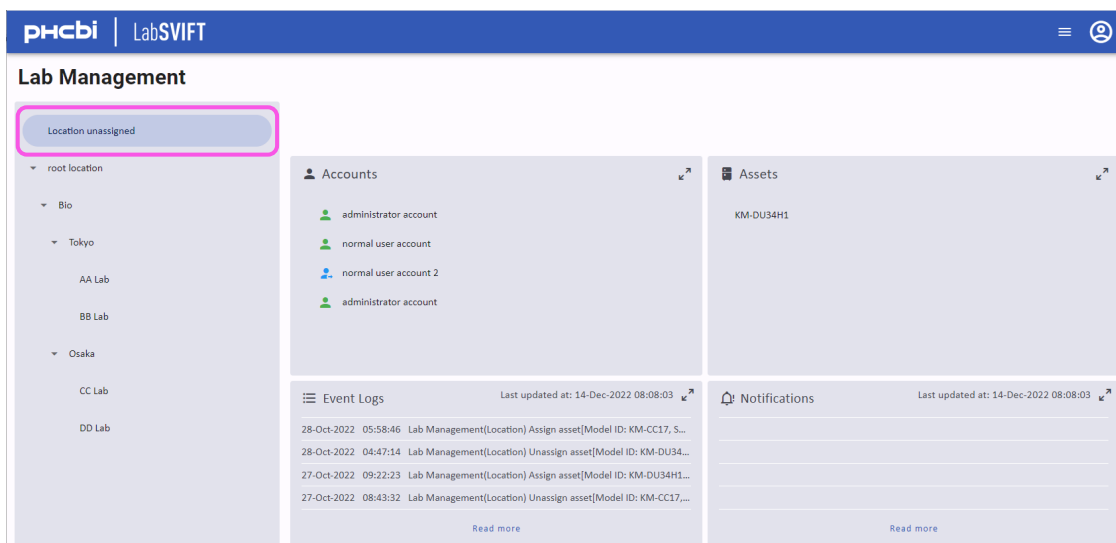 PHCbi LabSVIFT
Lab Management
Location unassigned
root location
Bio
Tokyo
AA Lab
BB Lab
Osaka
CC Lab
DD Lab
Accounts
administrator account
normal user account
normal user account 2
administrator account
Assets
KM-DU34H1
Event Logs Last updated at: 14-Dec-2022 08:08:03
28-Oct-2022 05:58:46 Lab Management(Location) Assign asset[Model ID: KM-CC17, S...
28-Oct-2022 04:47:14 Lab Management(Location) Unassign asset[Model ID: KM-DU34...
27-Oct-2022 09:22:23 Lab Management(Location) Assign asset[Model ID: KM-DU34H1...
27-Oct-2022 08:43:32 Lab Management(Location) Unassign asset[Model ID: KM-CC17,...
Read more
Notifications Last updated at: 14-Dec-2022 08:08:03
Read more